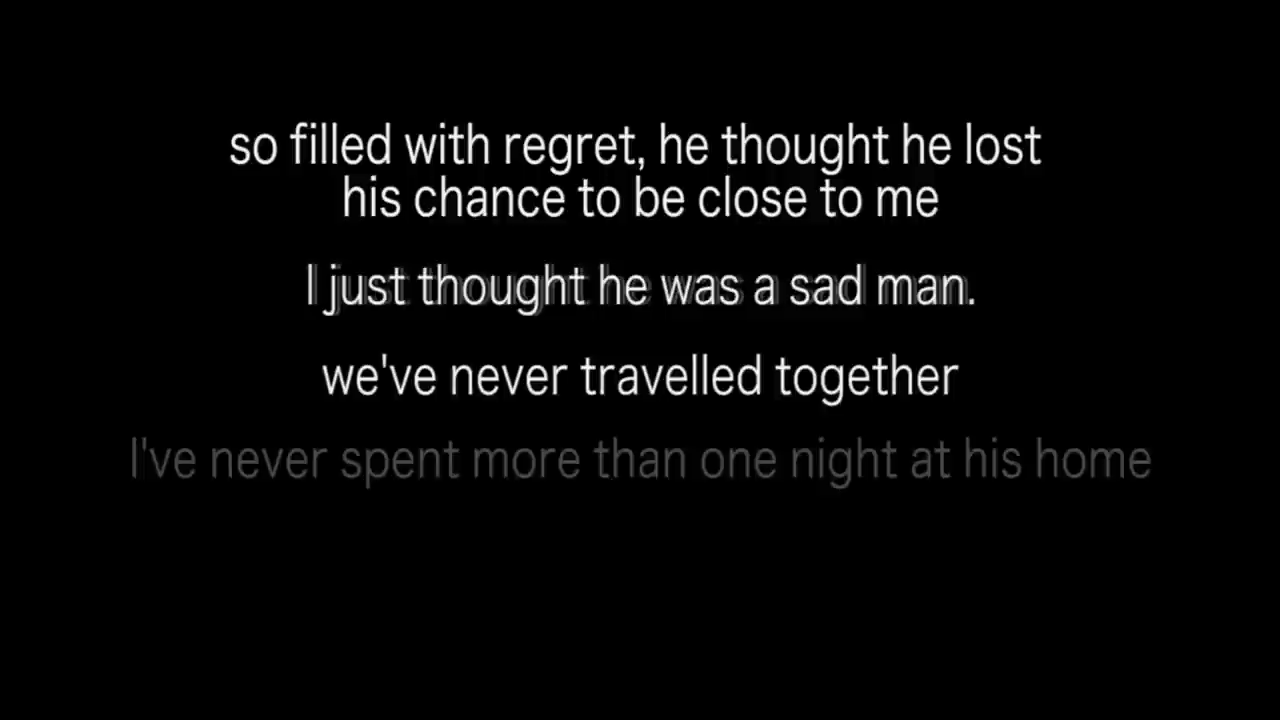 so filled with regret, he thought he lost
his chance to be close to me
I just thought he was a sad man.
we've never travelled together
I've never spent more than one night at his home